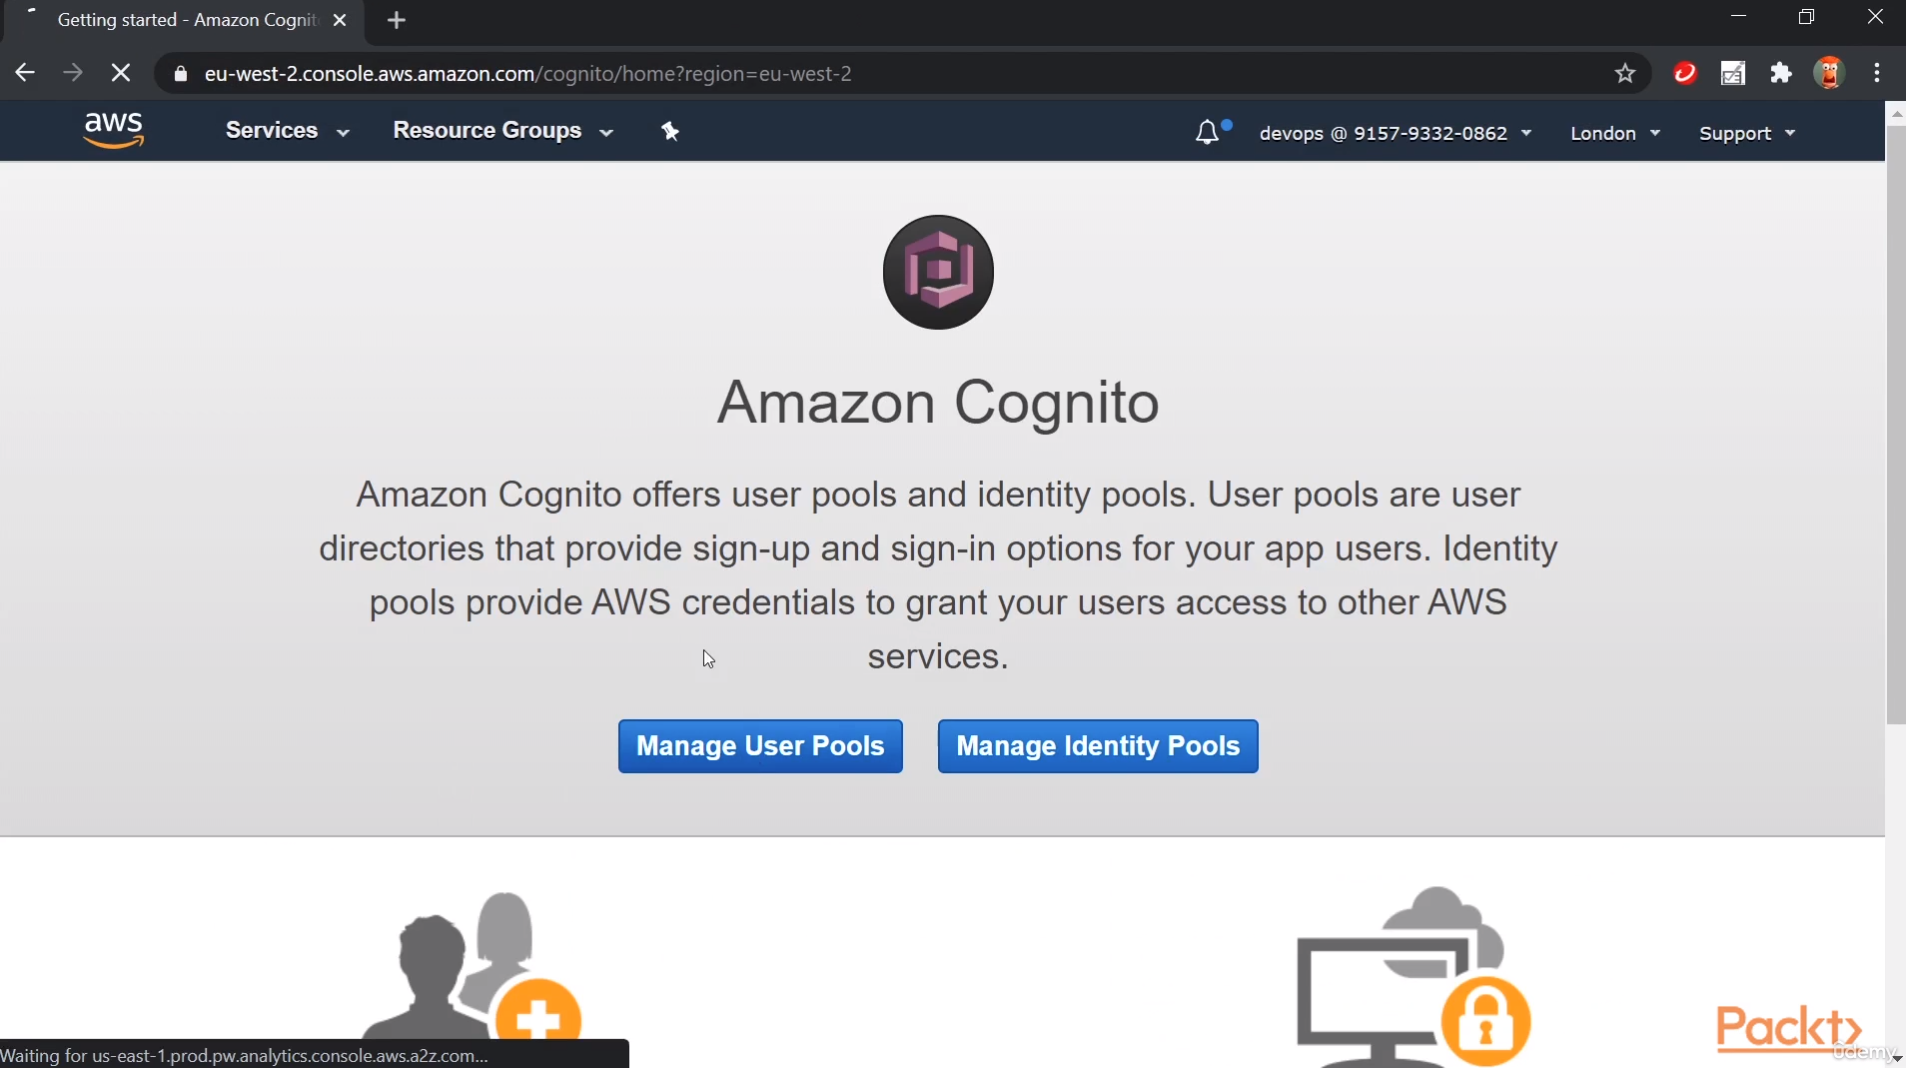 Getting started - Amazon Cognit
eu-west-2.console.aws.amazon.com/cognito/home?region=eu-west-2
aws
Services
Resource Groups
devops @ 9157-9332-0862
London
Support
Amazon Cognito
Amazon Cognito offers user pools and identity pools. User pools are user
directories that provide sign-up and sign-in options for your app users. Identity
pools provide AWS credentials to grant your users access to other AWS
services.
Manage User Pools
Manage Identity Pools
Waiting for us-east-1.prod.pw.analytics.console.aws.a2z.com...
Packt
ûdemy